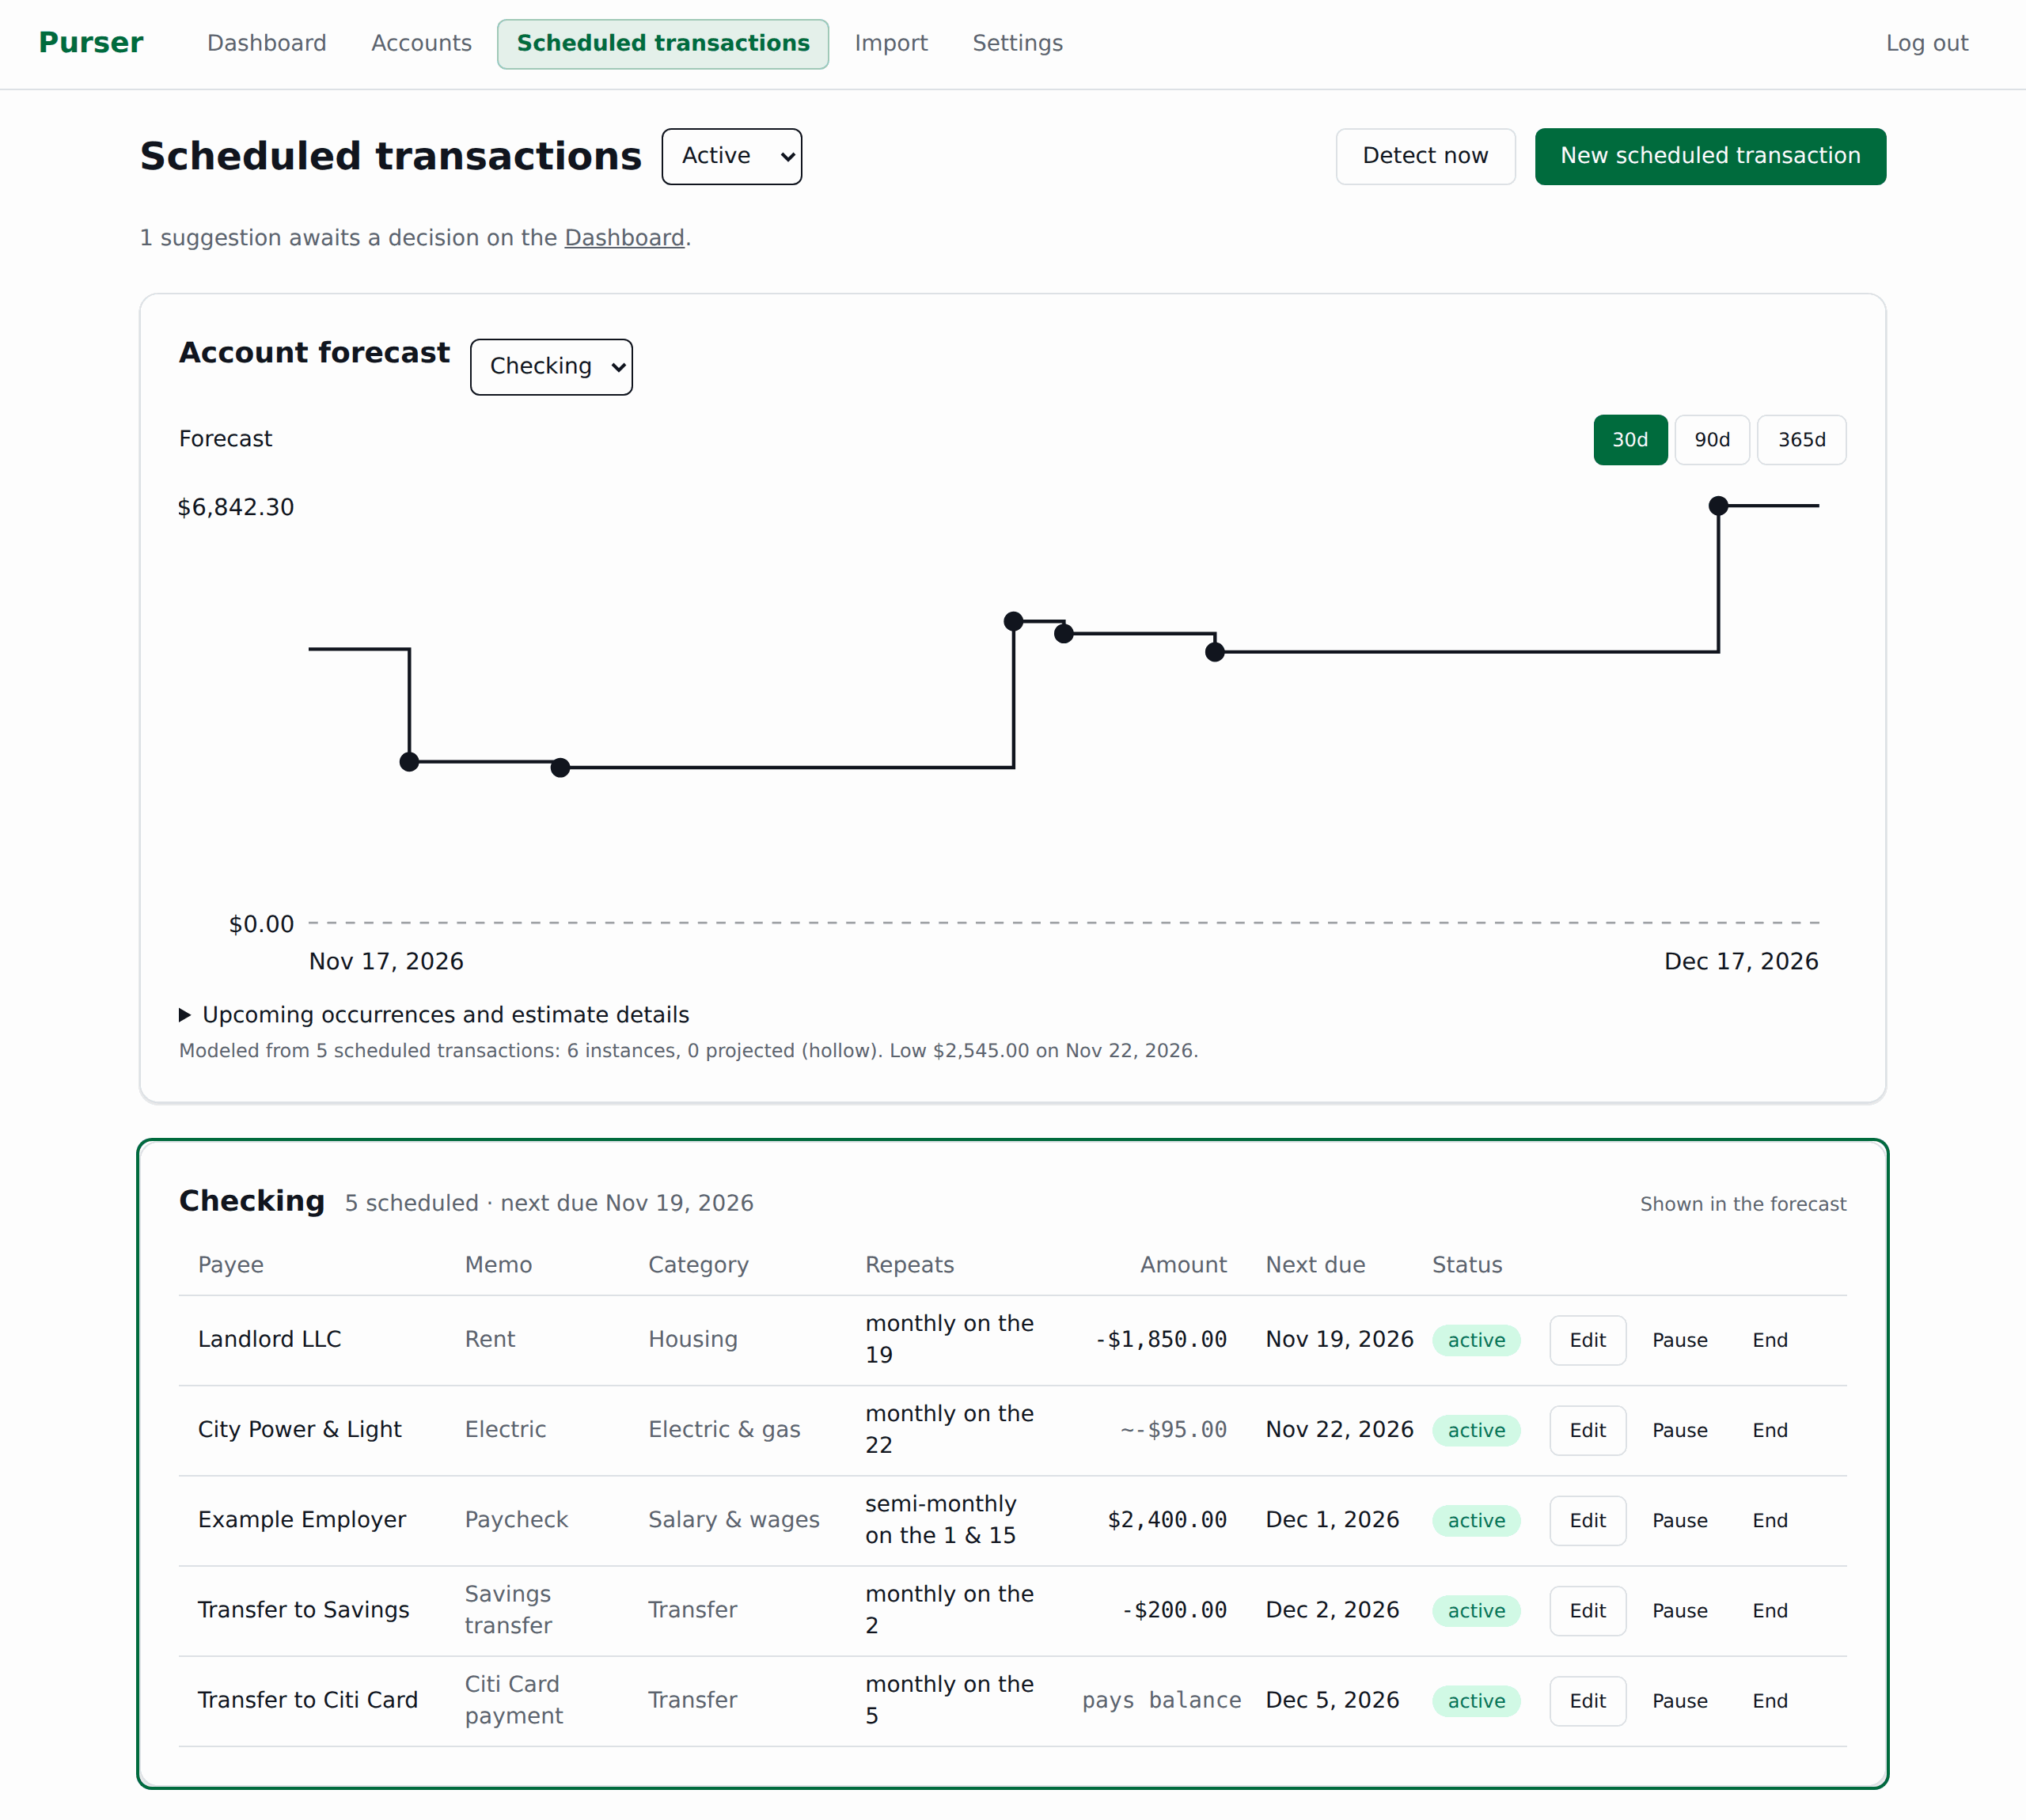 Purser Dashboard Accounts Scheduled transactions Import Settings Log out
Scheduled transactions Active Detect now New scheduled transaction
1 suggestion awaits a decision on the Dashboard.
Account forecast Checking
Forecast 30d 90d 365d
$6,842.30
$0.00
Nov 17, 2026 Dec 17, 2026
Upcoming occurrences and estimate details
Modeled from 5 scheduled transactions: 6 instances, 0 projected (hollow). Low $2,545.00 on Nov 22, 2026.
Checking 5 scheduled · next due Nov 19, 2026 Shown in the forecast
Payee Memo Category Repeats Amount Next due Status
Landlord LLC Rent Housing monthly on the
19 -$1,850.00 Nov 19, 2026 active Edit Pause End
City Power & Light Electric Electric & gas monthly on the
22 ~-$95.00 Nov 22, 2026 active Edit Pause End
Example Employer Paycheck Salary & wages semi-monthly
on the 1 & 15 $2,400.00 Dec 1, 2026 active Edit Pause End
Transfer to Savings Savings
transfer Transfer monthly on the
2 -$200.00 Dec 2, 2026 active Edit Pause End
Transfer to Citi Card Citi Card
payment Transfer monthly on the
5 pays balance Dec 5, 2026 active Edit Pause End